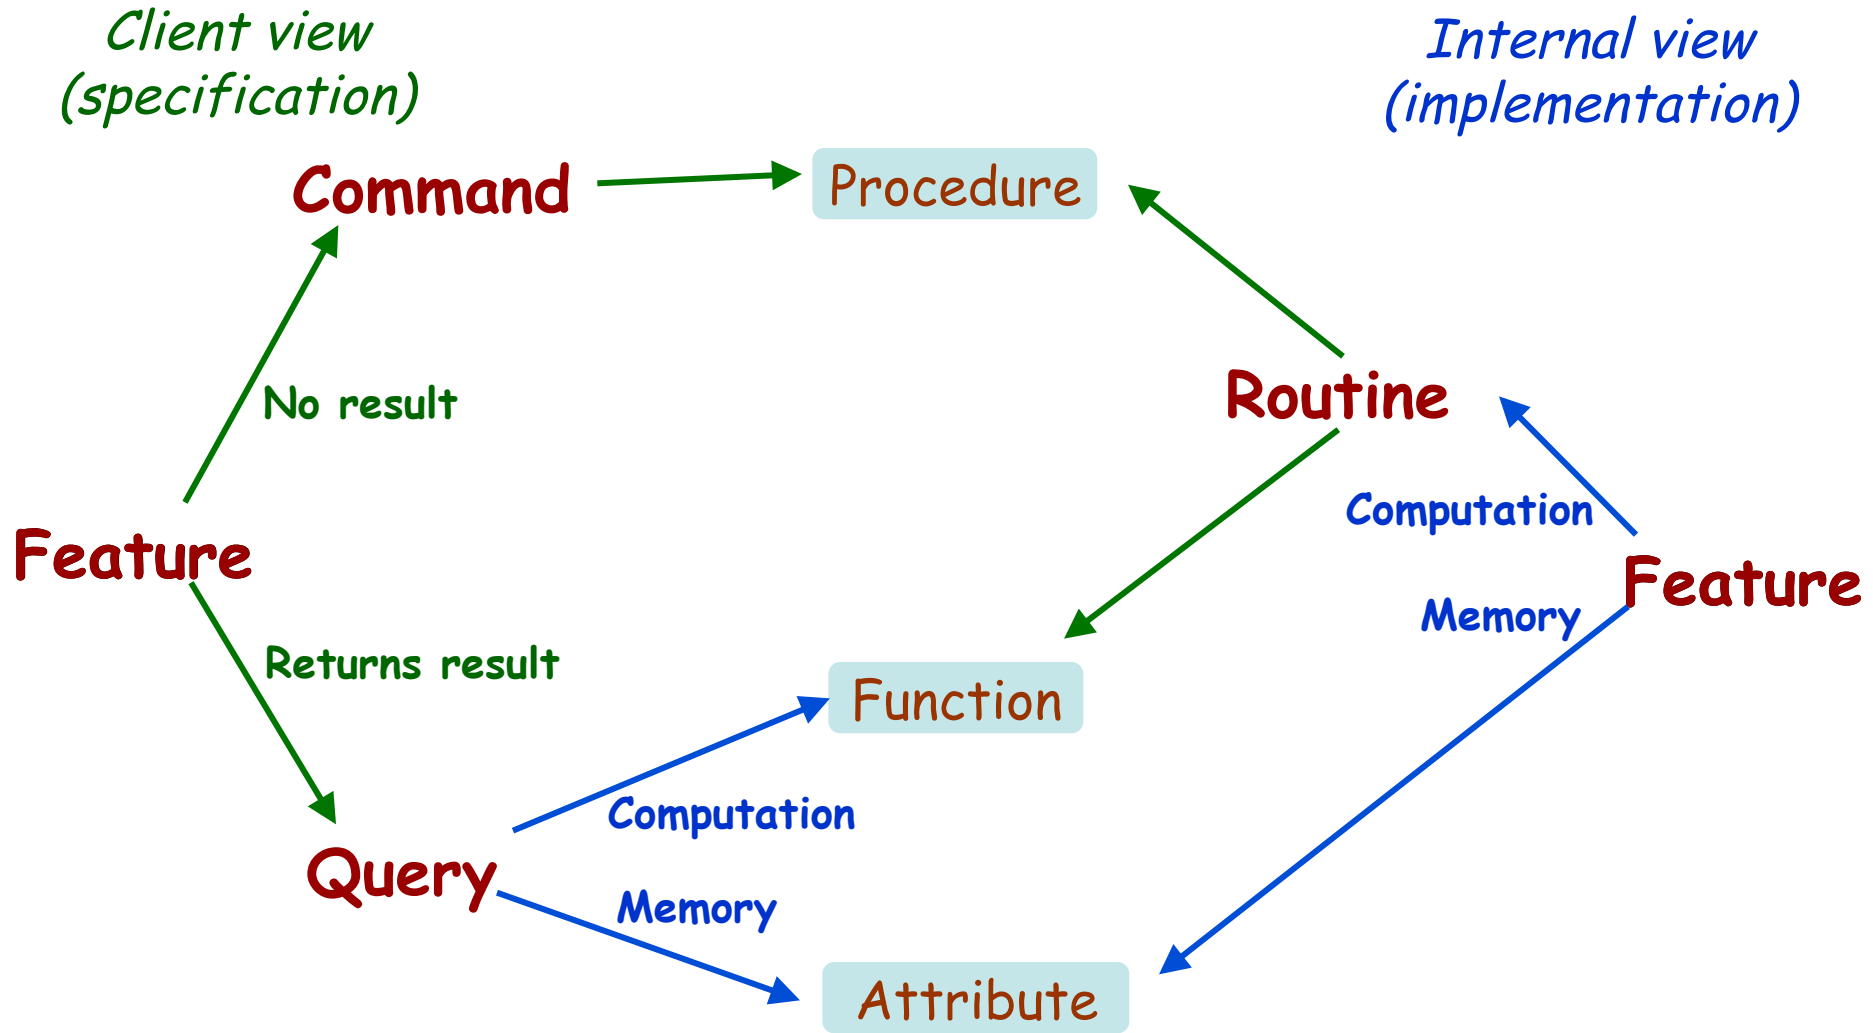 Client view
(specification)
Internal view
(implementation)
Command
Procedure
No result
Routine
Computation
Feature
Feature
Memory
Returns result
Function
Computation
Query
Memory
Attribute